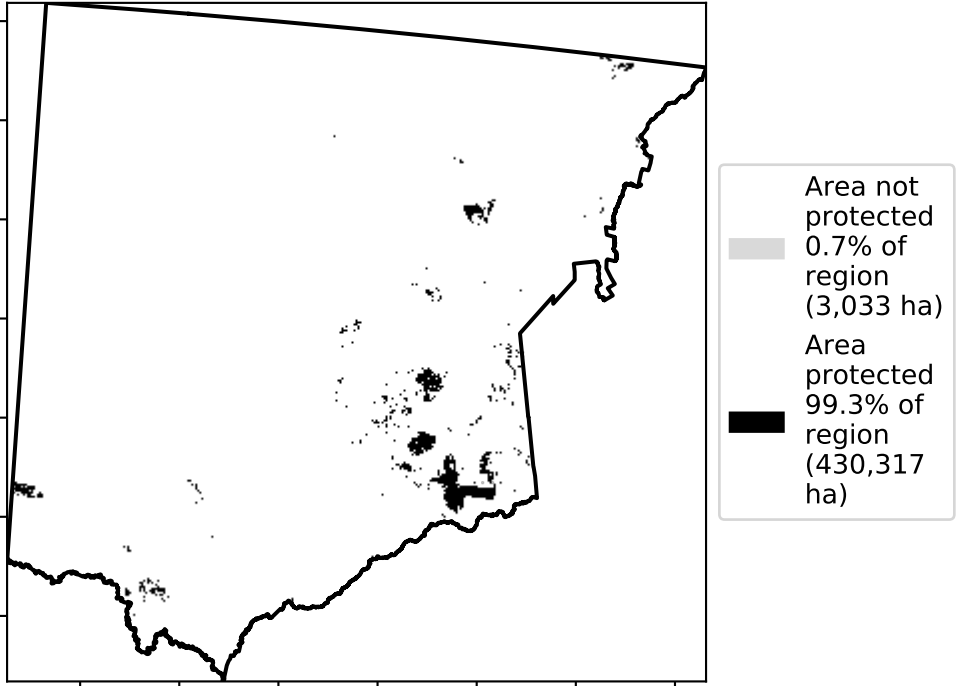 Area not
protected
0.7% of
region
(3,033 ha)
Area
protected
99.3% of
region
(430,317
ha)